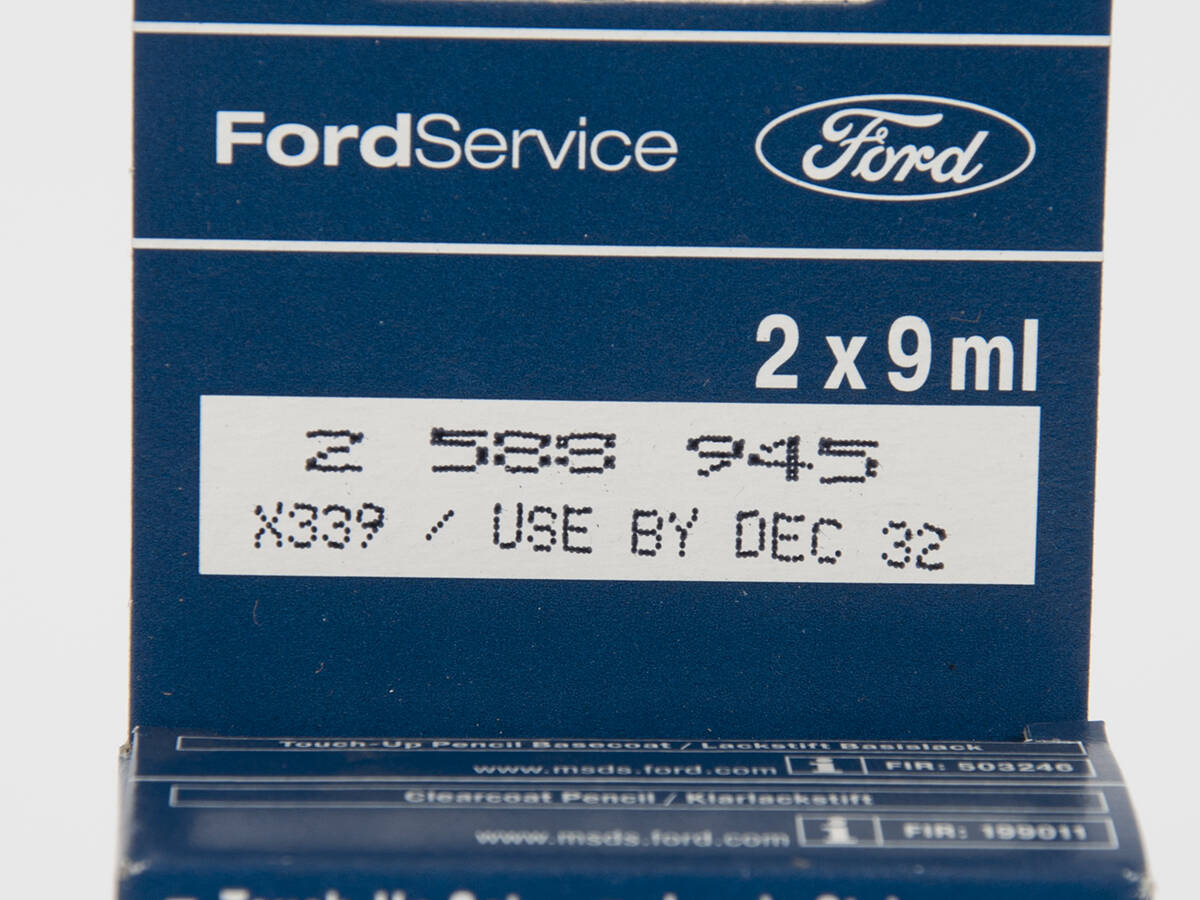 FordService Ford
2 x 9 ml
2 588 945
X339 / USE BY DEC 32
Touch-Up Pencil Basecoat / Lackstift Basislack
www.msds.ford.com i FIR: 503246
Clearcoat Pencil / Klarlackstift
www.msds.ford.com i FIR: 199011